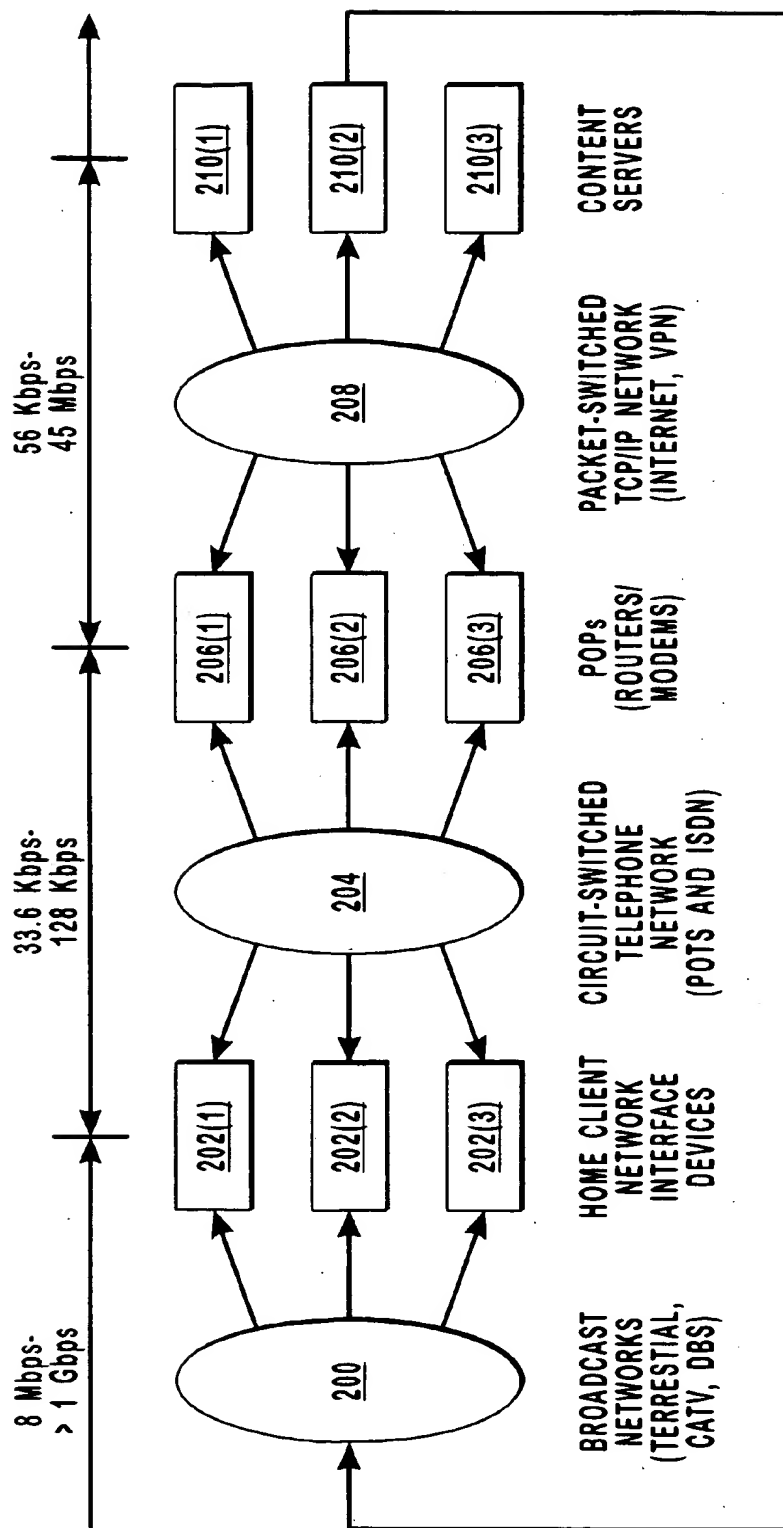 8 Mbps-
> 1 Gbps
33.6 Kbps-
128 Kbps
56 Kbps-
45 Mbps
200
202(1)
202(2)
202(3)
204
206(1)
206(2)
206(3)
208
210(1)
210(2)
210(3)
BROADCAST
NETWORKS
(TERRESTIAL,
CATV, DBS)
HOME CLIENT
NETWORK
INTERFACE
DEVICES
CIRCUIT-SWITCHED
TELEPHONE
NETWORK
(POTS AND ISDN)
POPs
(ROUTERS/
MODEMS)
PACKET-SWITCHED
TCP/IP NETWORK
(INTERNET, VPN)
CONTENT
SERVERS